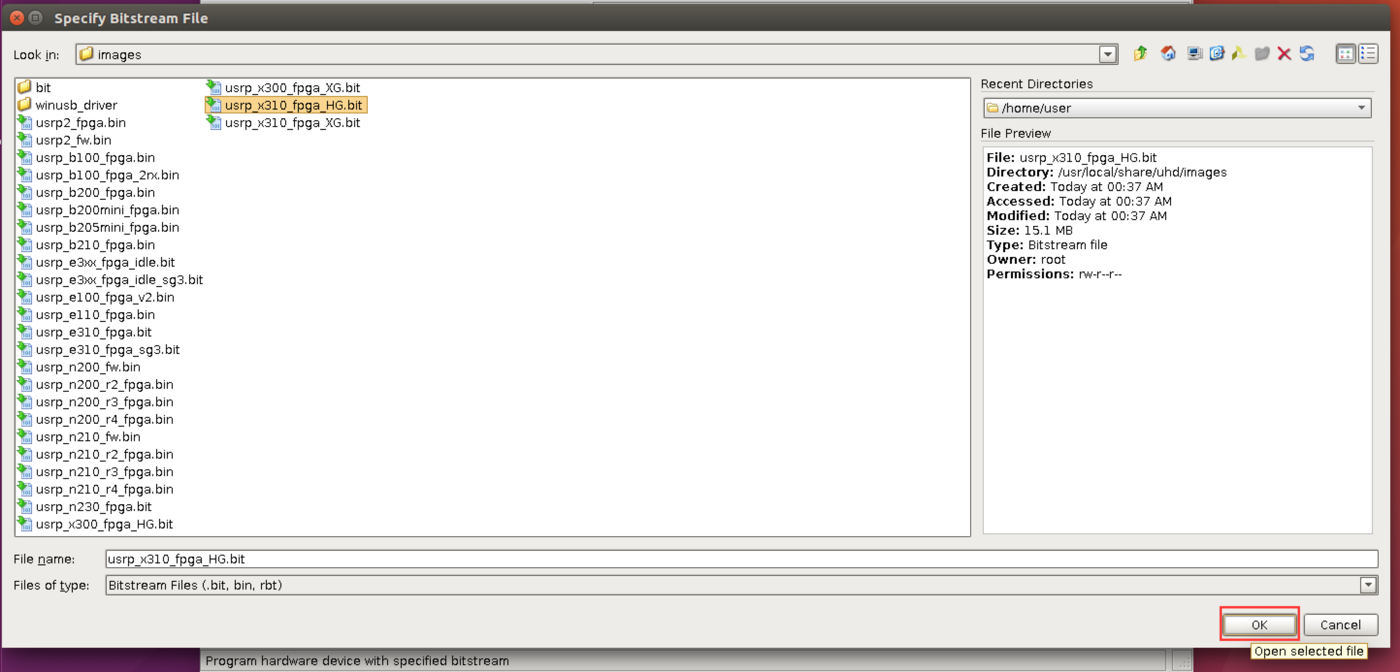 Specify Bitstream File
Look in: images
bit
winusb_driver
usrp2_fpga.bin
usrp2_fw.bin
usrp_b100_fpga.bin
usrp_b100_fpga_2rx.bin
usrp_b200_fpga.bin
usrp_b200mini_fpga.bin
usrp_b205mini_fpga.bin
usrp_b210_fpga.bin
usrp_e3xx_fpga_idle.bit
usrp_e3xx_fpga_idle_sg3.bit
usrp_e100_fpga_v2.bin
usrp_e110_fpga.bin
usrp_e310_fpga.bit
usrp_e310_fpga_sg3.bit
usrp_n200_fw.bin
usrp_n200_r2_fpga.bin
usrp_n200_r3_fpga.bin
usrp_n200_r4_fpga.bin
usrp_n210_fw.bin
usrp_n210_r2_fpga.bin
usrp_n210_r3_fpga.bin
usrp_n210_r4_fpga.bin
usrp_n230_fpga.bit
usrp_x300_fpga_HG.bit
usrp_x300_fpga_XG.bit
usrp_x310_fpga_HG.bit
usrp_x310_fpga_XG.bit
Recent Directories
/home/user
File Preview
File: usrp_x310_fpga_HG.bit
Directory: /usr/local/share/uhd/images
Created: Today at 00:37 AM
Accessed: Today at 00:37 AM
Modified: Today at 00:37 AM
Size: 15.1 MB
Type: Bitstream file
Owner: root
Permissions: rw-r--r--
File name: usrp_x310_fpga_HG.bit
Files of type: Bitstream Files (.bit, bin, rbt)
OK Cancel
Open selected file
Program hardware device with specified bitstream